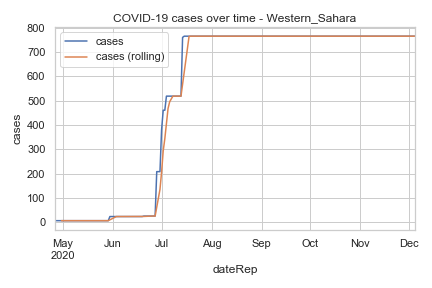 COVID-19 cases over time - Western_Sahara
cases
cases (rolling)
cases
800
700
600
500
400
300
200
100
0
May Jun Jul Aug Sep Oct Nov Dec
2020
dateRep